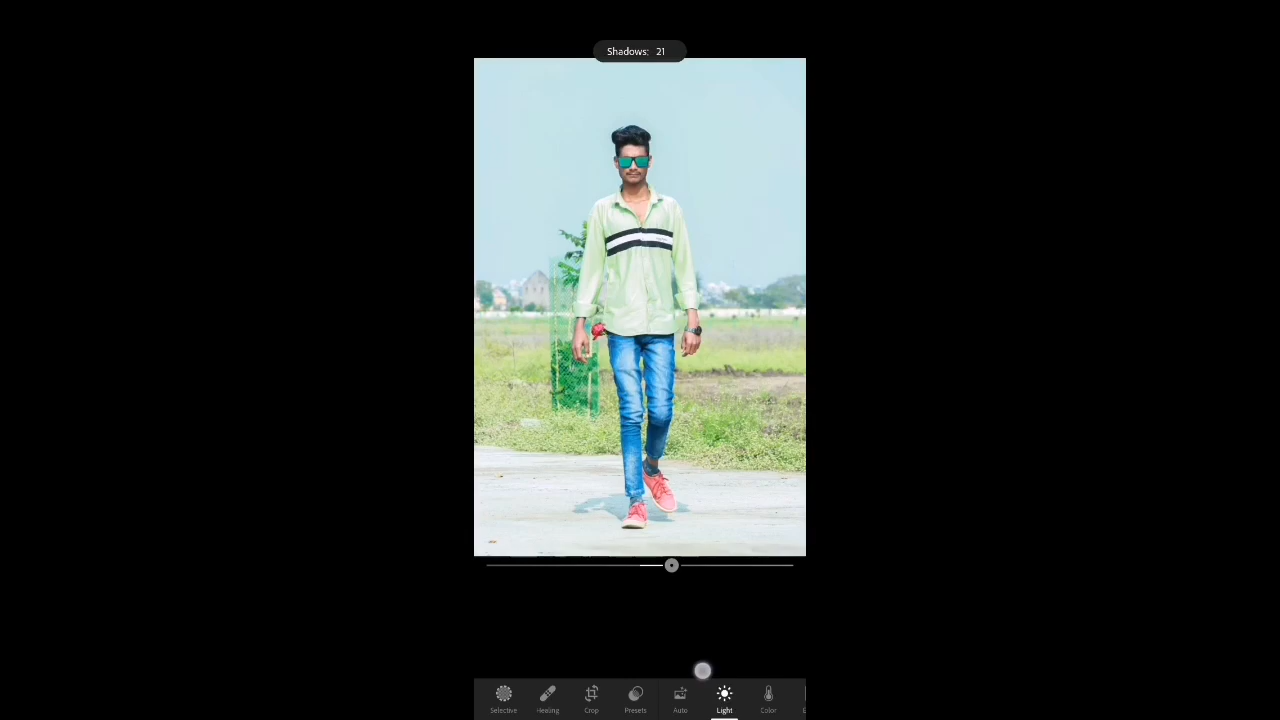 Shadows: 21
Selective
Healing
Crop
Presets
Auto
Light
Color